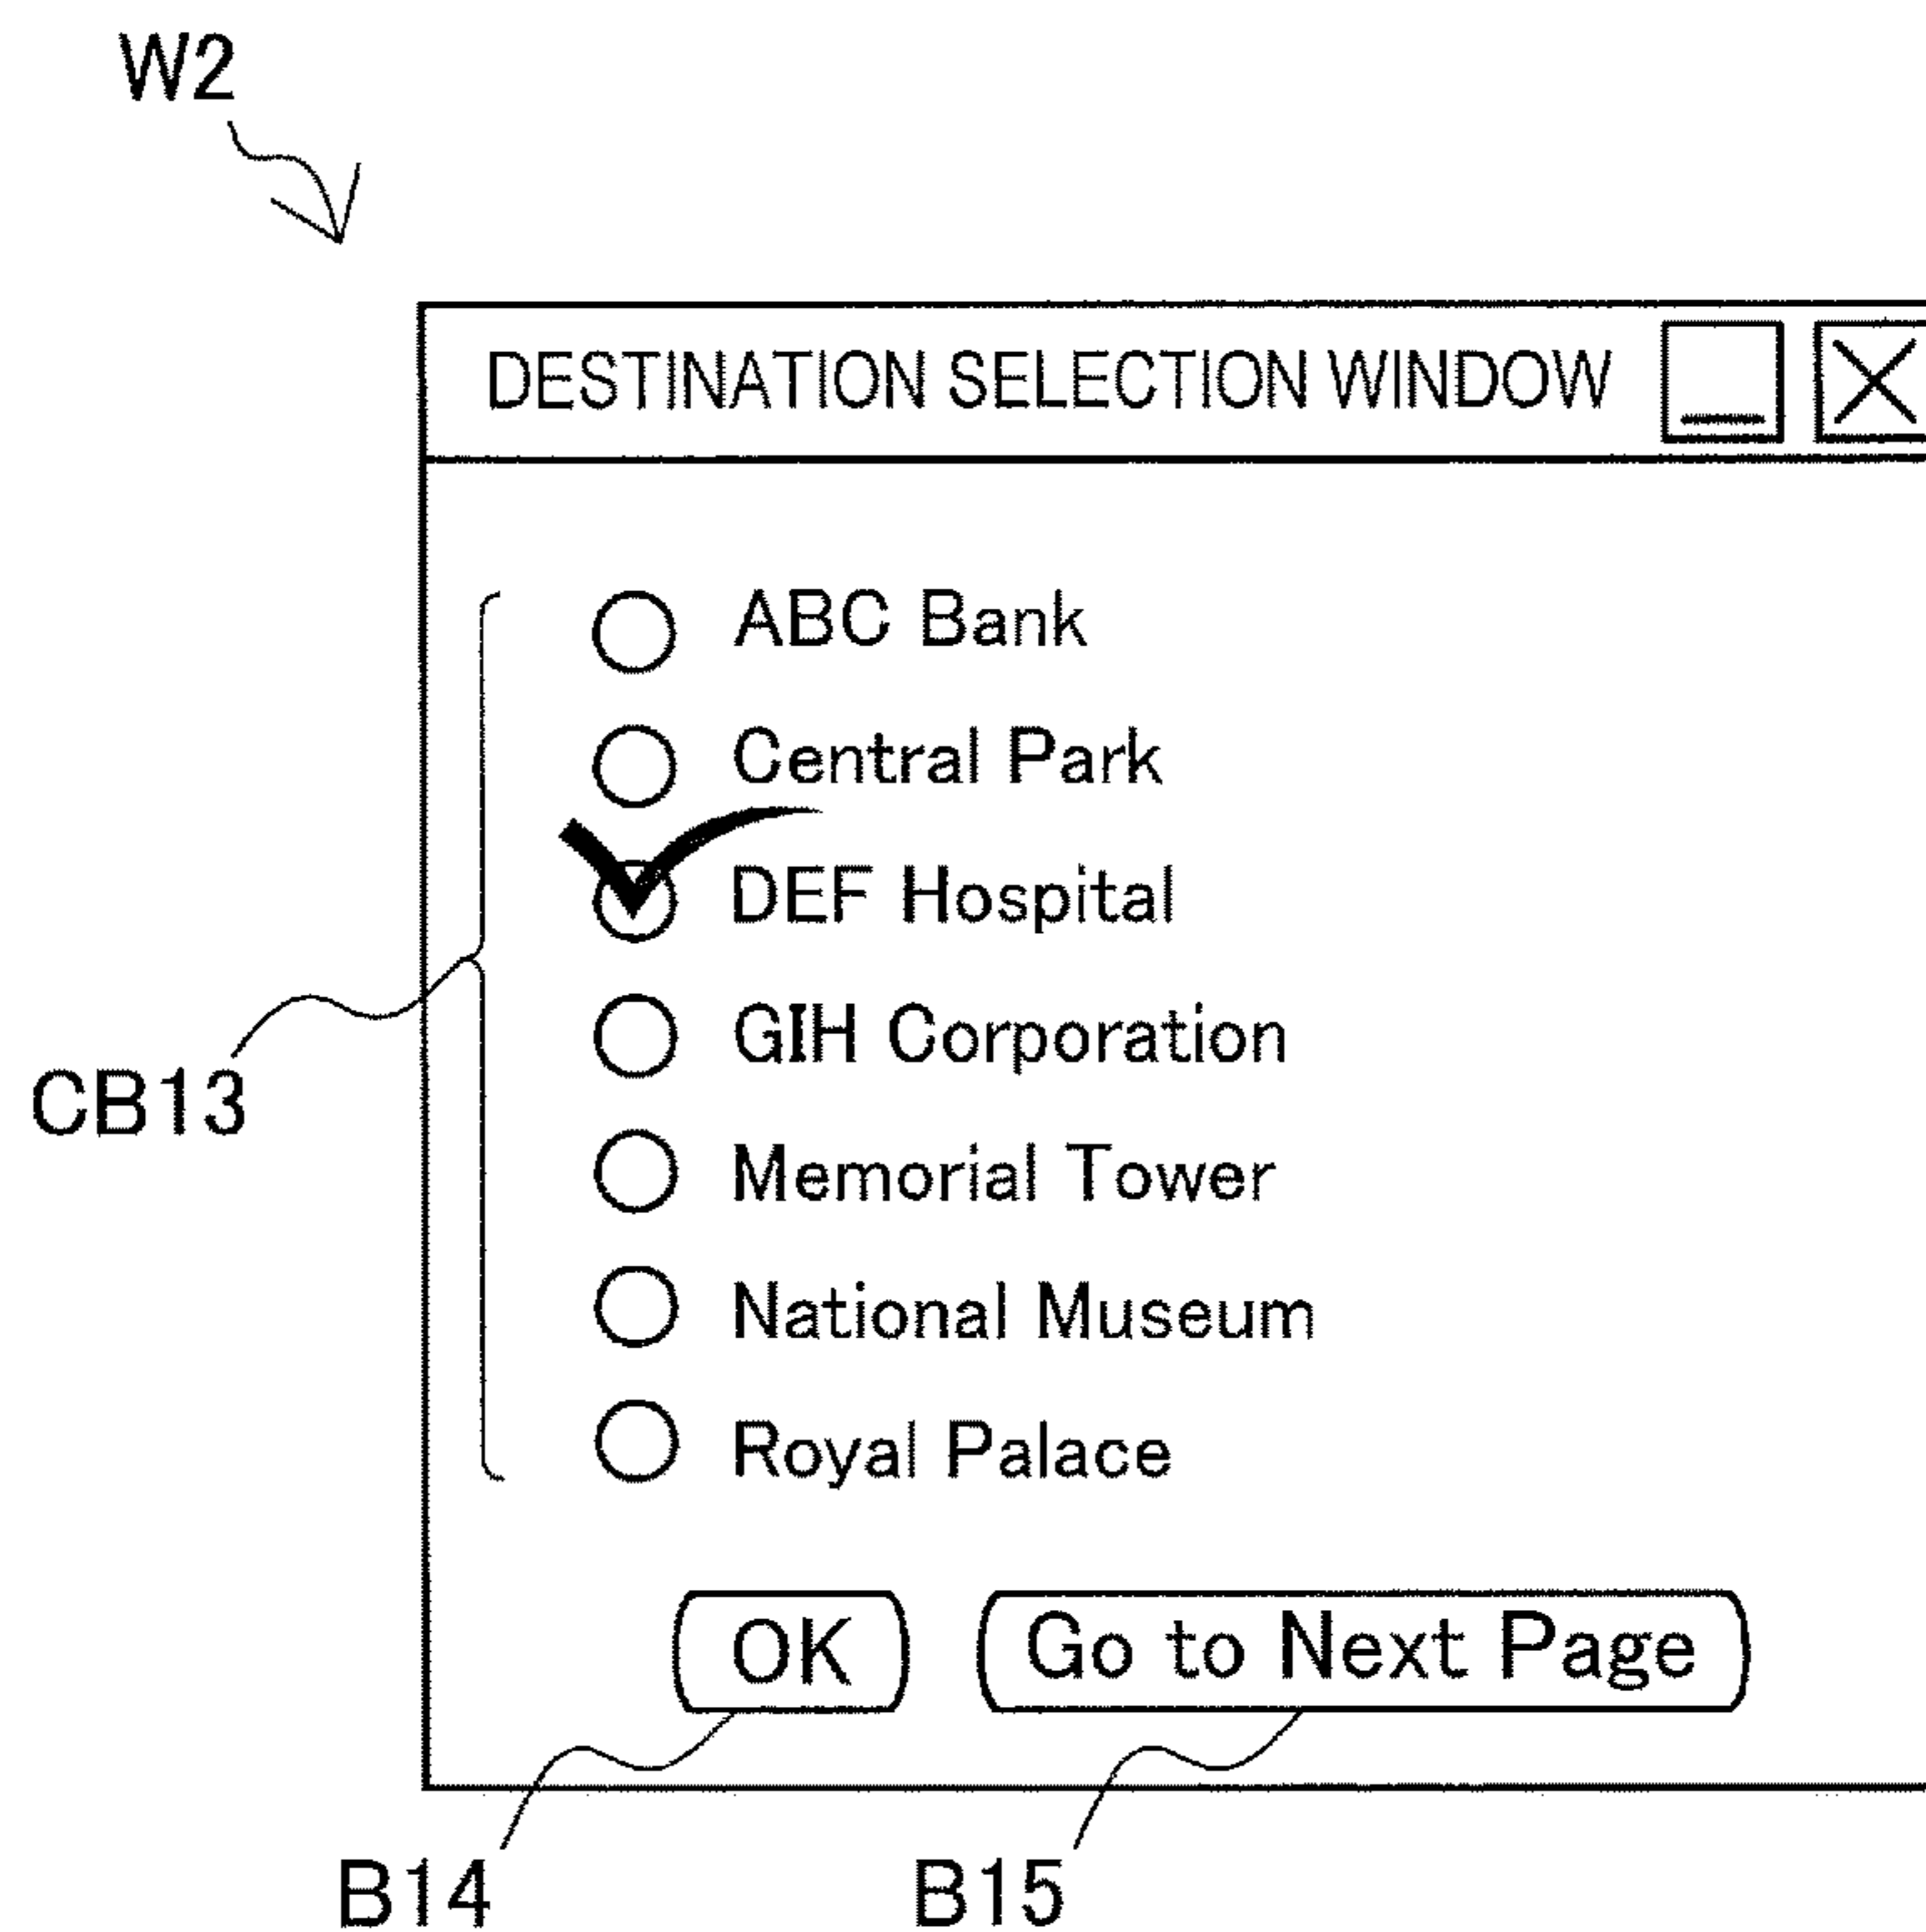 W2
DESTINATION SELECTION WINDOW
ABC Bank
Central Park
DEF Hospital
GIH Corporation
CB13
Memorial Tower
National Museum
Royal Palace
OK
Go to Next Page
B14
B15